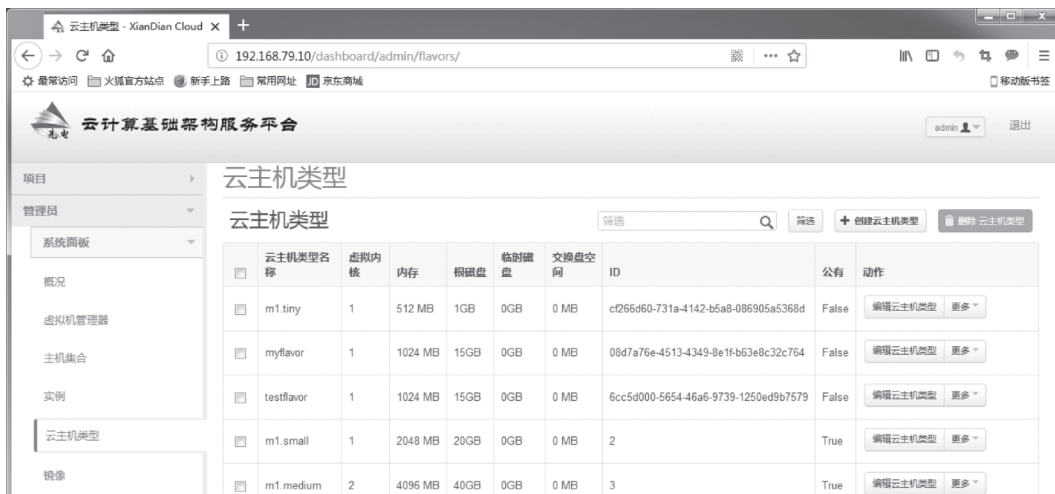 云主机类型 - XianDian Cloud
192.168.79.10/dashboard/admin/flavors/
最常访问 火狐官方站点 新手上路 常用网址 JD 京东商城 移动版书签
先电 云计算基础架构服务平台 admin 退出
项目
管理员
系统面板
概况
虚拟机管理器
主机集合
实例
云主机类型
镜像
云主机类型
云主机类型 筛选 筛选 创建云主机类型 删除 云主机类型
云主机类型名称 虚拟内核 内存 根磁盘 临时磁盘 交换盘空间 ID 公有 动作
m1.tiny 1 512 MB 1GB 0GB 0 MB cf266d60-731a-4142-b5a8-086905a5368d False 编辑云主机类型 更多
myflavor 1 1024 MB 15GB 0GB 0 MB 08d7a76e-4513-4349-8e1f-b63e8c32c764 False 编辑云主机类型 更多
testflavor 1 1024 MB 15GB 0GB 0 MB 6cc5d000-5654-46a6-9739-1250ed9b7579 False 编辑云主机类型 更多
m1.small 1 2048 MB 20GB 0GB 0 MB 2 True 编辑云主机类型 更多
m1.medium 2 4096 MB 40GB 0GB 0 MB 3 True 编辑云主机类型 更多